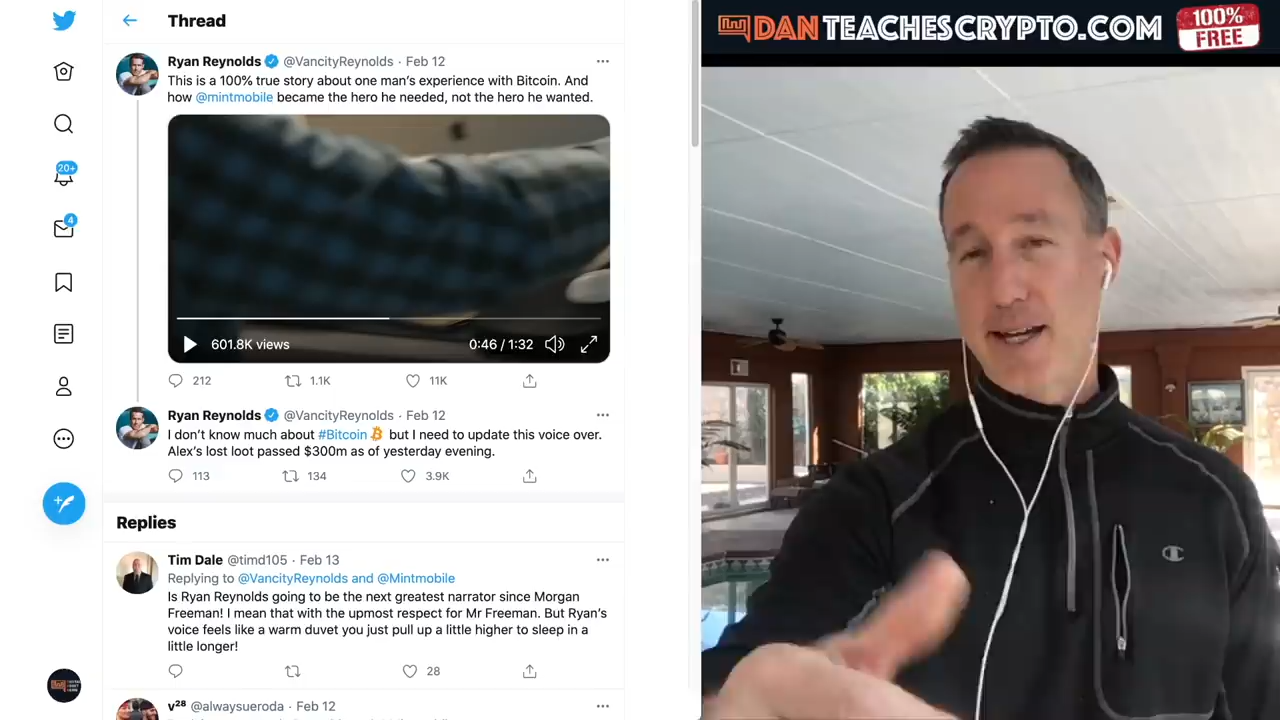 Thread
Ryan Reynolds @VancityReynolds · Feb 12
This is a 100% true story about one man's experience with Bitcoin. And
how @mintmobile became the hero he needed, not the hero he wanted.
601.8K views
0:46 / 1:32
212
1.1K
11K
Ryan Reynolds @VancityReynolds · Feb 12
I don't know much about #Bitcoin but I need to update this voice over.
Alex's lost loot passed $300m as of yesterday evening.
113
134
3.9K
Replies
Tim Dale @timd105 · Feb 13
Replying to @VancityReynolds and @Mintmobile
Is Ryan Reynolds going to be the next greatest narrator since Morgan
Freeman! I mean that with the upmost respect for Mr Freeman. But Ryan's
voice feels like a warm duvet you just pull up a little higher to sleep in a
little longer!
28
v²⁸ @alwaysueroda · Feb 12
20+
4
DANTEACHESCRYPTO.COM
100%
FREE